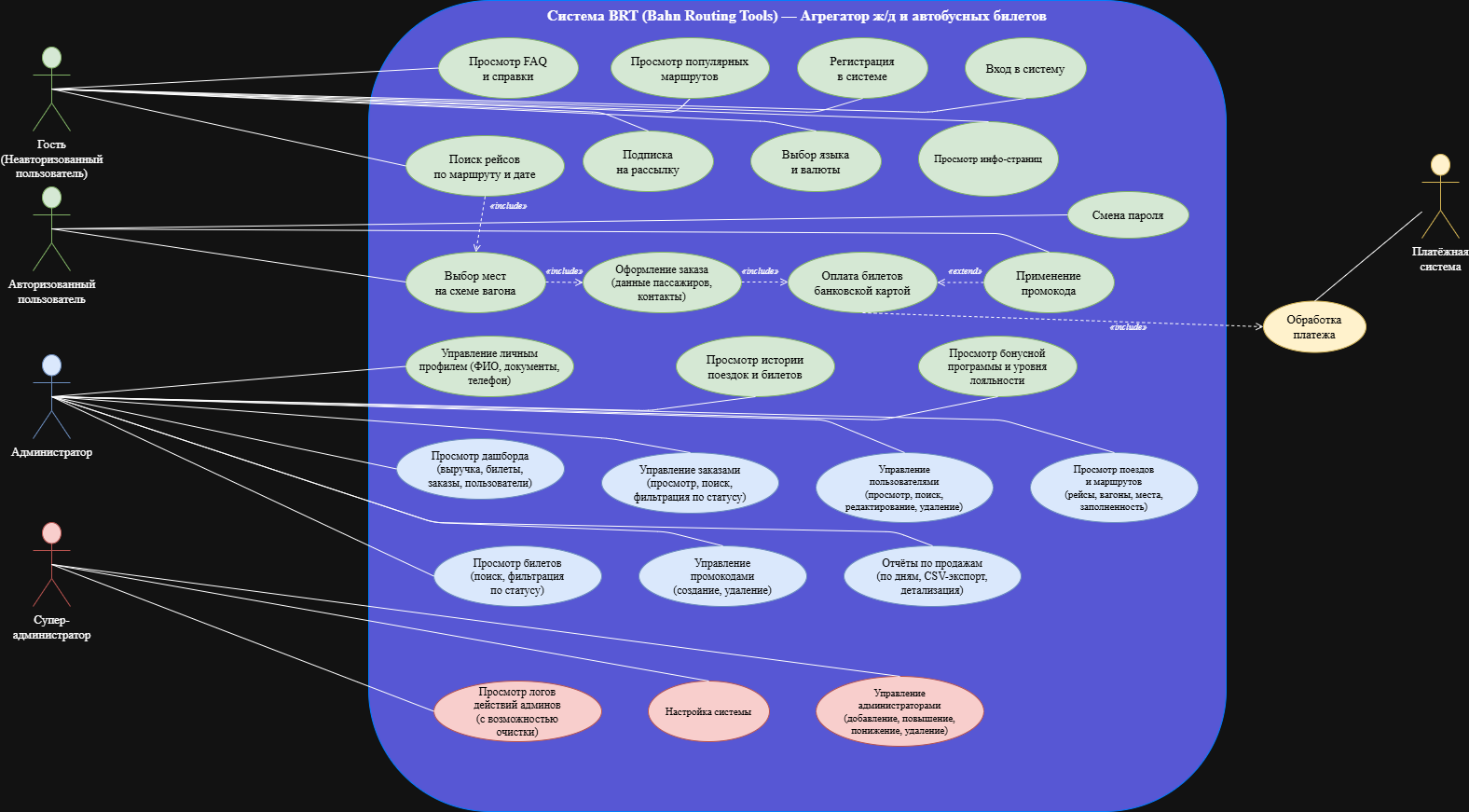 Система BRT (Bahn Routing Tools) — Агрегатор ж/д и автобусных билетов
Просмотр FAQ
и справки
Просмотр популярных
маршрутов
Регистрация
в системе
Вход в систему
Гость
(Неавторизованный
пользователь)
Поиск рейсов
по маршруту и дате
Подписка
на рассылку
Выбор языка
и валюты
Просмотр инфо-страниц
«include»
Смена пароля
Платёжная
система
Авторизованный
пользователь
Выбор мест
на схеме вагона
«include»
Оформление заказа
(данные пассажиров,
контакты)
«include»
Оплата билетов
банковской картой
«extend»
Применение
промокода
«include»
Обработка
платежа
Управление личным
профилем (ФИО, документы,
телефон)
Просмотр истории
поездок и билетов
Просмотр бонусной
программы и уровня
лояльности
Администратор
Просмотр дашборда
(выручка, билеты,
заказы, пользователи)
Управление заказами
(просмотр, поиск,
фильтрация по статусу)
Управление
пользователями
(просмотр, поиск,
редактирование, удаление)
Просмотр поездов
и маршрутов
(рейсы, вагоны, места,
заполненность)
Просмотр билетов
(поиск, фильтрация
по статусу)
Управление
промокодами
(создание, удаление)
Отчёты по продажам
(по дням, CSV-экспорт,
детализация)
Супер-
администратор
Просмотр логов
действий админов
(с возможностью
очистки)
Настройка системы
Управление
администраторами
(добавление, повышение,
понижение, удаление)